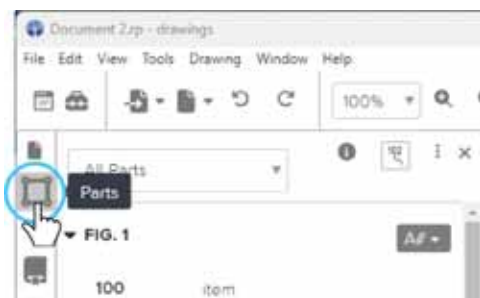 Document 2.rp - drawings
File Edit View Tools Drawing Window Help
100%
All Parts
Parts
FIG. 1
A#
100 item